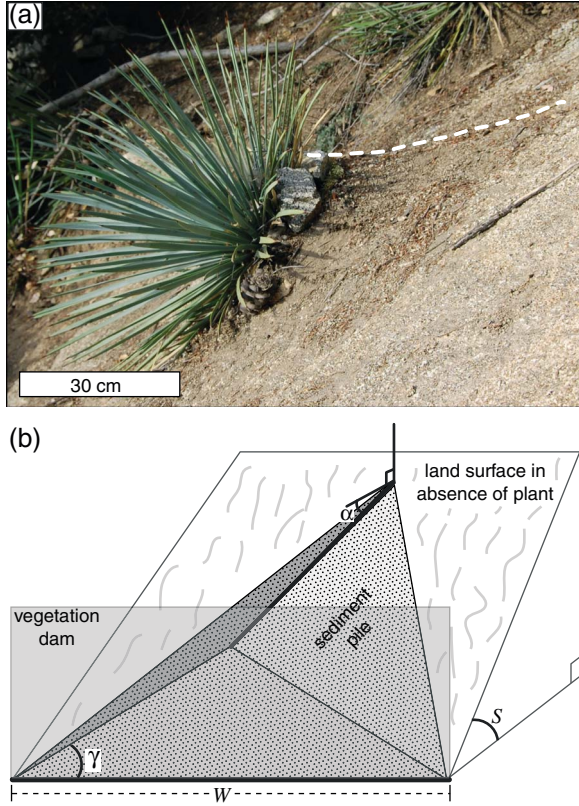 (a)
30 cm
(b)
land surface in
absence of plant
α
vegetation
dam
sediment
pile
S
γ
W